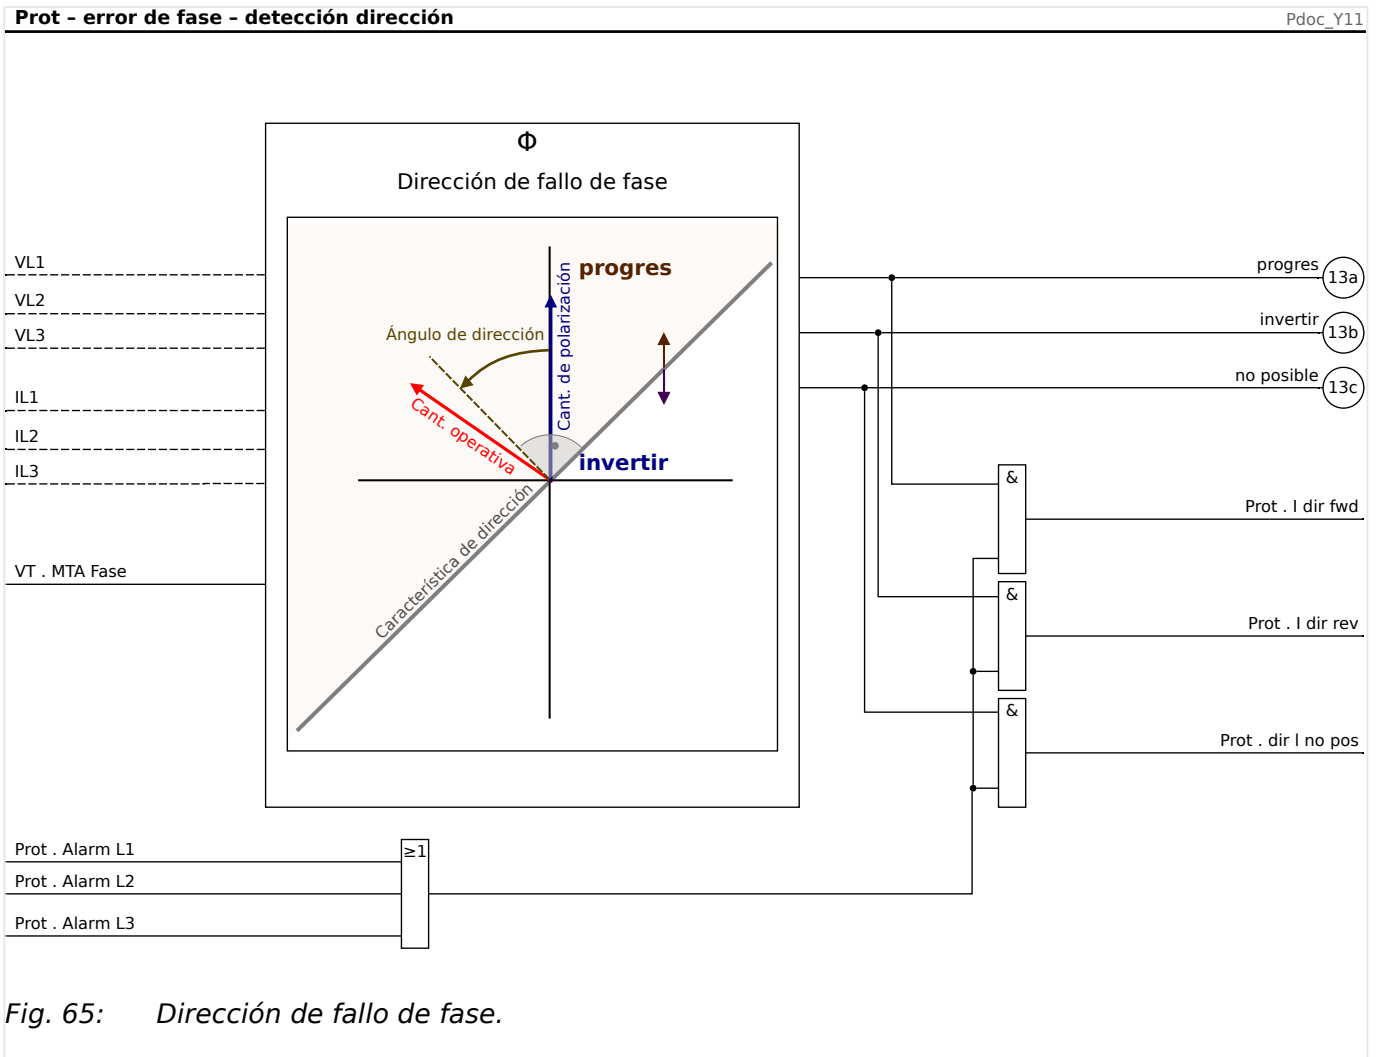 Prot – error de fase – detección dirección
Pdoc_Y11
Φ
Dirección de fallo de fase
VL1
VL2
VL3
IL1
IL2
IL3
VT . MTA Fase
progres
Cant. de polarización
Ángulo de dirección
Cant. operativa
invertir
Característica de dirección
progres
13a
invertir
13b
no posible
13c
&
Prot . I dir fwd
&
Prot . I dir rev
&
Prot . dir I no pos
Prot . Alarm L1
≥1
Prot . Alarm L2
Prot . Alarm L3
Fig. 65: Dirección de fallo de fase.